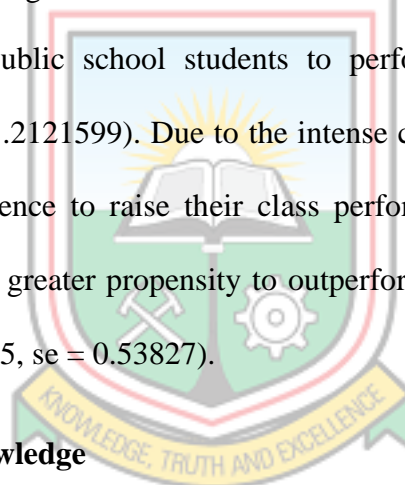 ublic school students to perfo
.2121599). Due to the intense c
ence to raise their class perfor
greater propensity to outperfor
5, se = 0.53827).
wledge
KNOWLEDGE, TRUTH AND EXCELLENCE